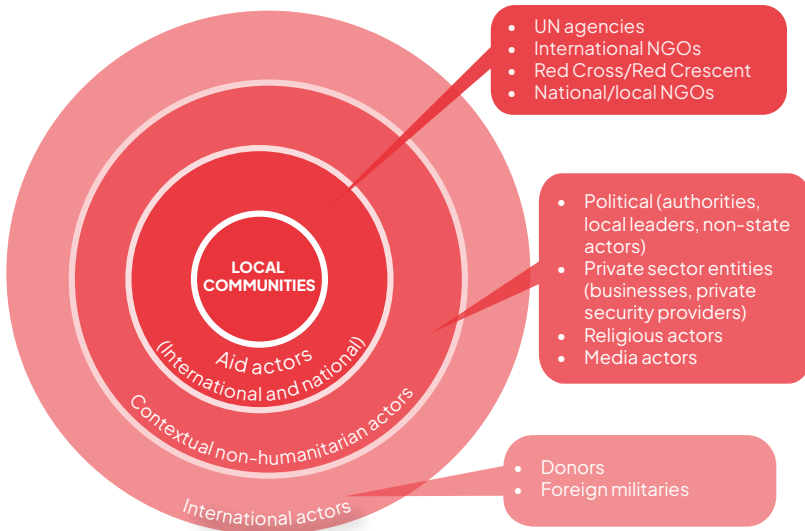 • UN agencies
• International NGOs
• Red Cross/Red Crescent
• National/local NGOs
• Political (authorities,
local leaders, non-state
actors)
• Private sector entities
(businesses, private
security providers)
• Religious actors
• Media actors
LOCAL
COMMUNITIES
Aid actors
(International and national)
Contextual non-humanitarian actors
International actors
• Donors
• Foreign militaries